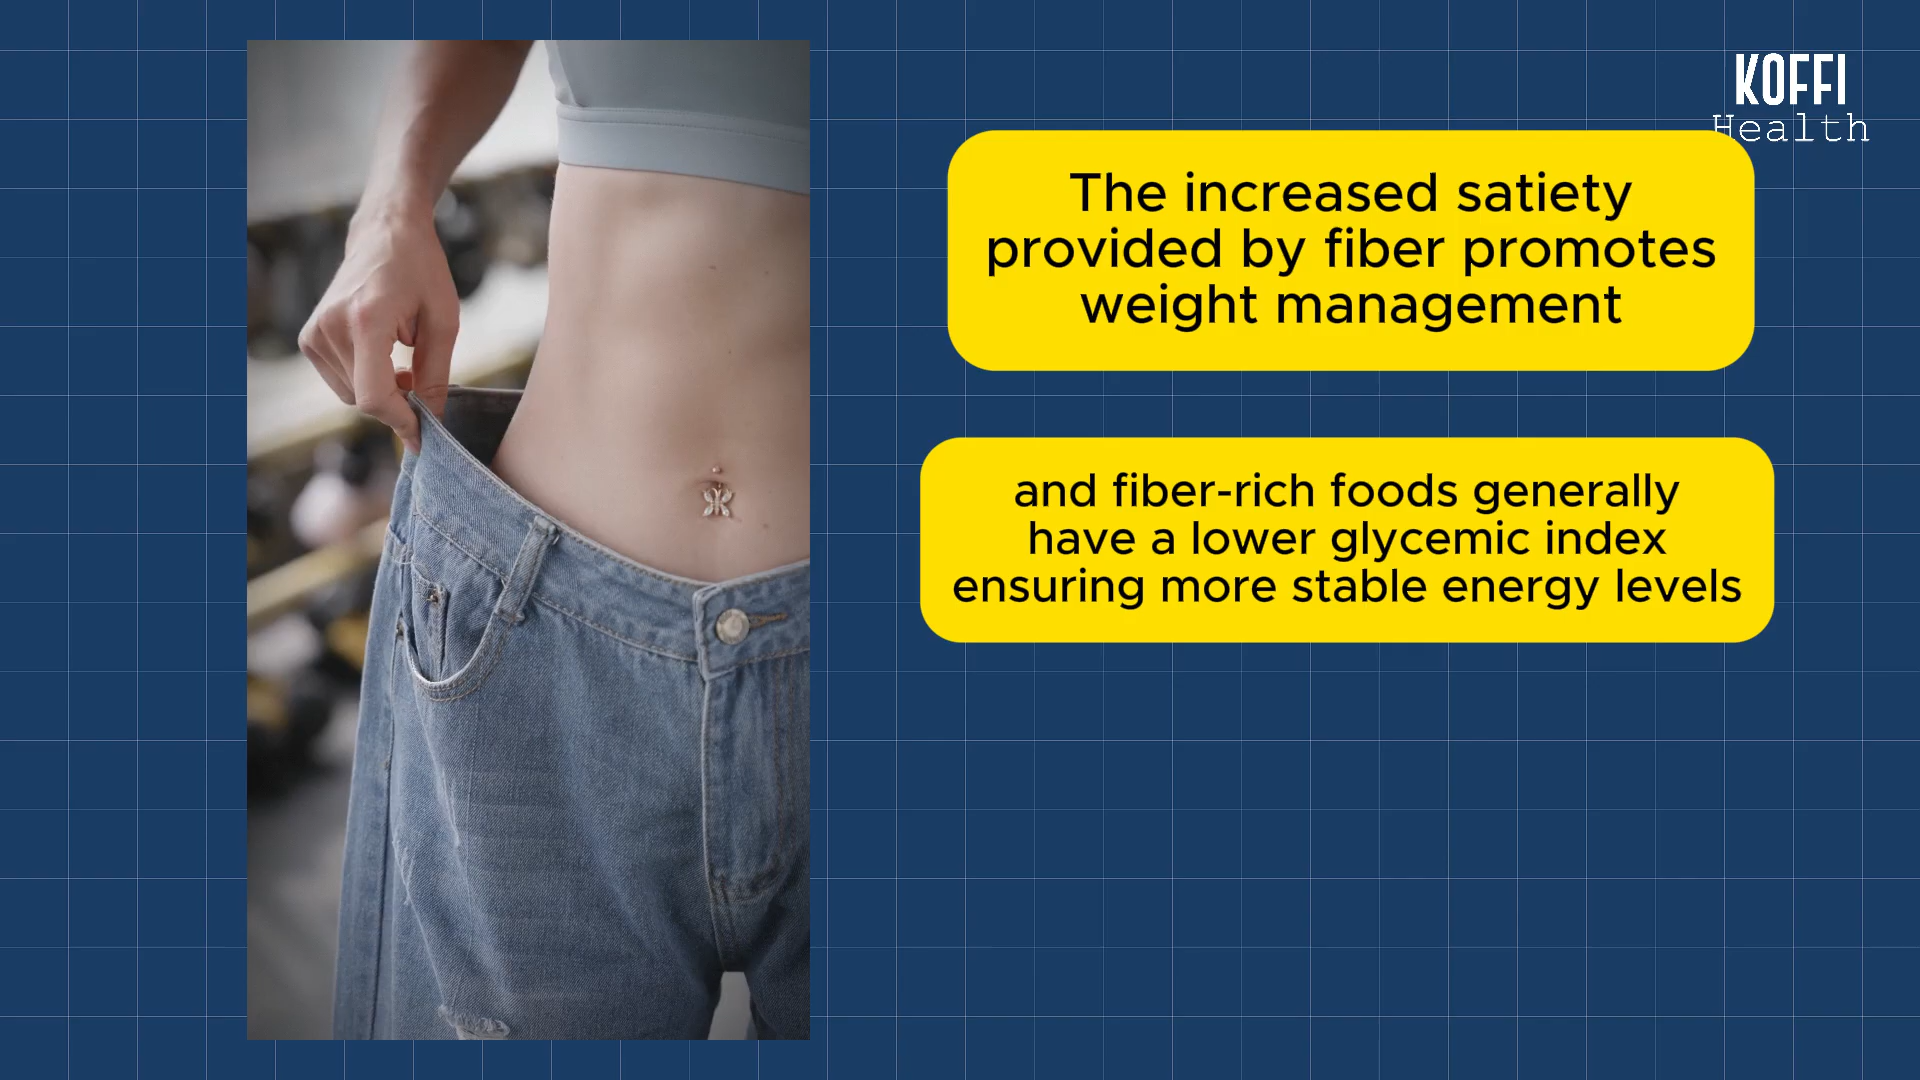 KOFFI
Health
The increased satiety
provided by fiber promotes
weight management
and fiber-rich foods generally
have a lower glycemic index
ensuring more stable energy levels